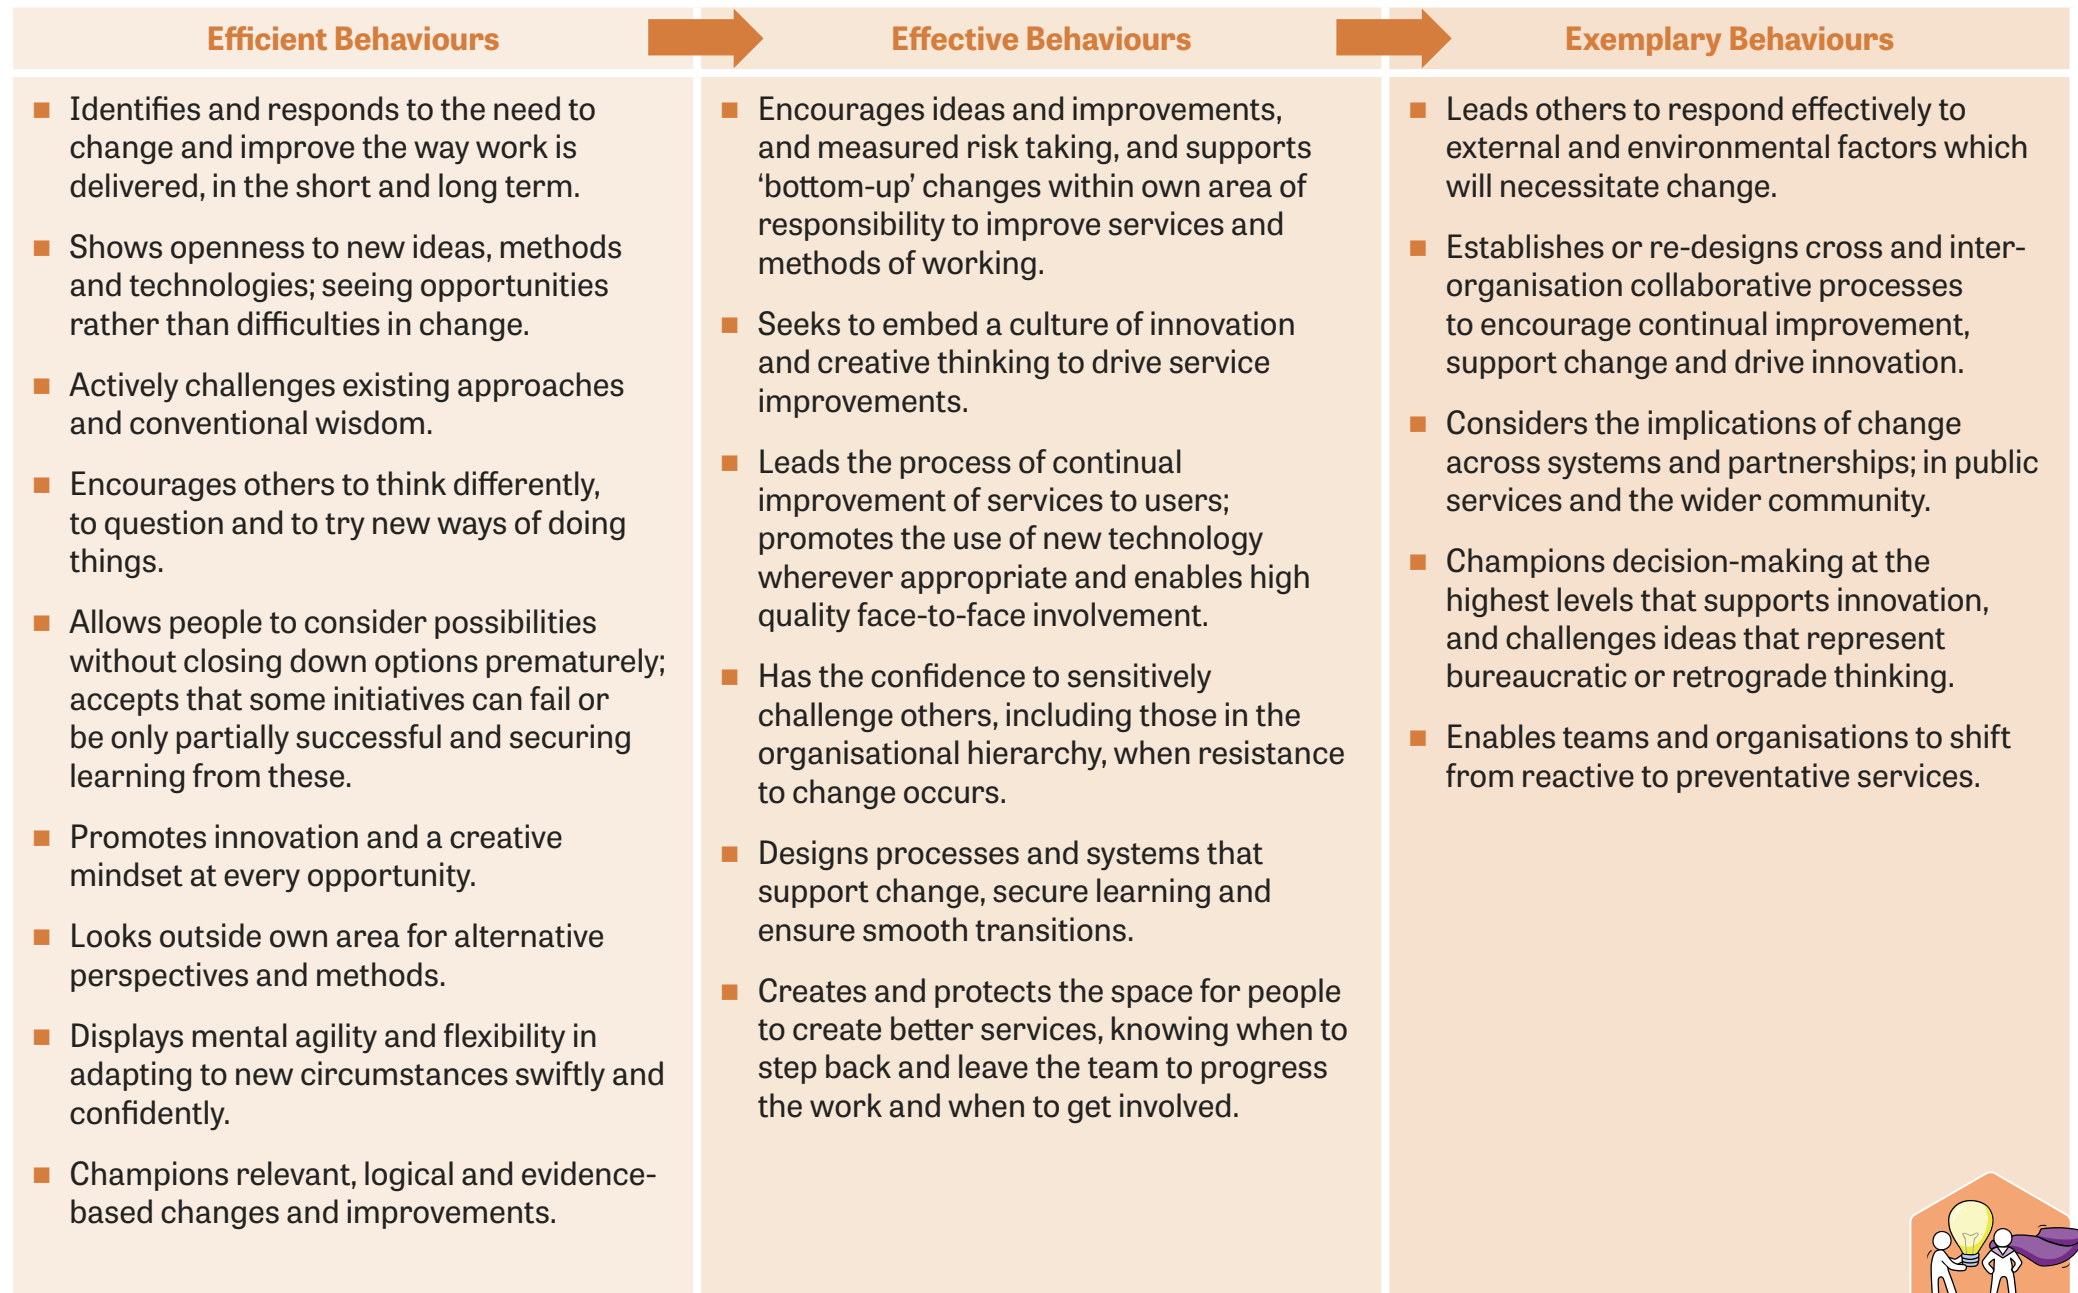 Efficient Behaviours
Effective Behaviours
Exemplary Behaviours
■ Identifies and responds to the need to
change and improve the way work is
delivered, in the short and long term.
■ Shows openness to new ideas, methods
and technologies; seeing opportunities
rather than difficulties in change.
■ Actively challenges existing approaches
and conventional wisdom.
■ Encourages others to think differently,
to question and to try new ways of doing
things.
■ Allows people to consider possibilities
without closing down options prematurely;
accepts that some initiatives can fail or
be only partially successful and securing
learning from these.
■ Promotes innovation and a creative
mindset at every opportunity.
■ Looks outside own area for alternative
perspectives and methods.
■ Displays mental agility and flexibility in
adapting to new circumstances swiftly and
confidently.
■ Champions relevant, logical and evidence-
based changes and improvements.
■ Encourages ideas and improvements,
and measured risk taking, and supports
‘bottom-up’ changes within own area of
responsibility to improve services and
methods of working.
■ Seeks to embed a culture of innovation
and creative thinking to drive service
improvements.
■ Leads the process of continual
improvement of services to users;
promotes the use of new technology
wherever appropriate and enables high
quality face-to-face involvement.
■ Has the confidence to sensitively
challenge others, including those in the
organisational hierarchy, when resistance
to change occurs.
■ Designs processes and systems that
support change, secure learning and
ensure smooth transitions.
■ Creates and protects the space for people
to create better services, knowing when to
step back and leave the team to progress
the work and when to get involved.
■ Leads others to respond effectively to
external and environmental factors which
will necessitate change.
■ Establishes or re-designs cross and inter-
organisation collaborative processes
to encourage continual improvement,
support change and drive innovation.
■ Considers the implications of change
across systems and partnerships; in public
services and the wider community.
■ Champions decision-making at the
highest levels that supports innovation,
and challenges ideas that represent
bureaucratic or retrograde thinking.
■ Enables teams and organisations to shift
from reactive to preventative services.